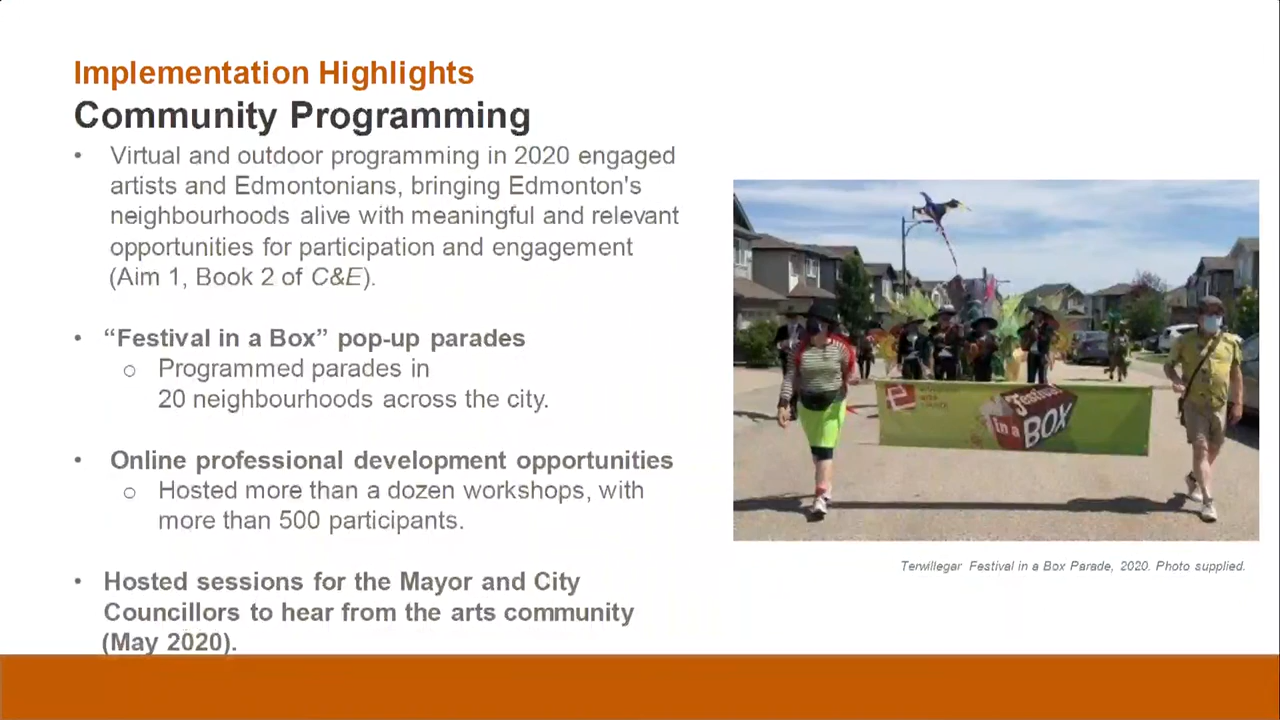 Implementation Highlights
Community Programming
• Virtual and outdoor programming in 2020 engaged
artists and Edmontonians, bringing Edmonton's
neighbourhoods alive with meaningful and relevant
opportunities for participation and engagement
(Aim 1, Book 2 of C&E).
• “Festival in a Box” pop-up parades
o Programmed parades in
20 neighbourhoods across the city.
• Online professional development opportunities
o Hosted more than a dozen workshops, with
more than 500 participants.
• Hosted sessions for the Mayor and City
Councillors to hear from the arts community
(May 2020).
Festival
in a BOX
Terwillegar Festival in a Box Parade, 2020. Photo supplied.